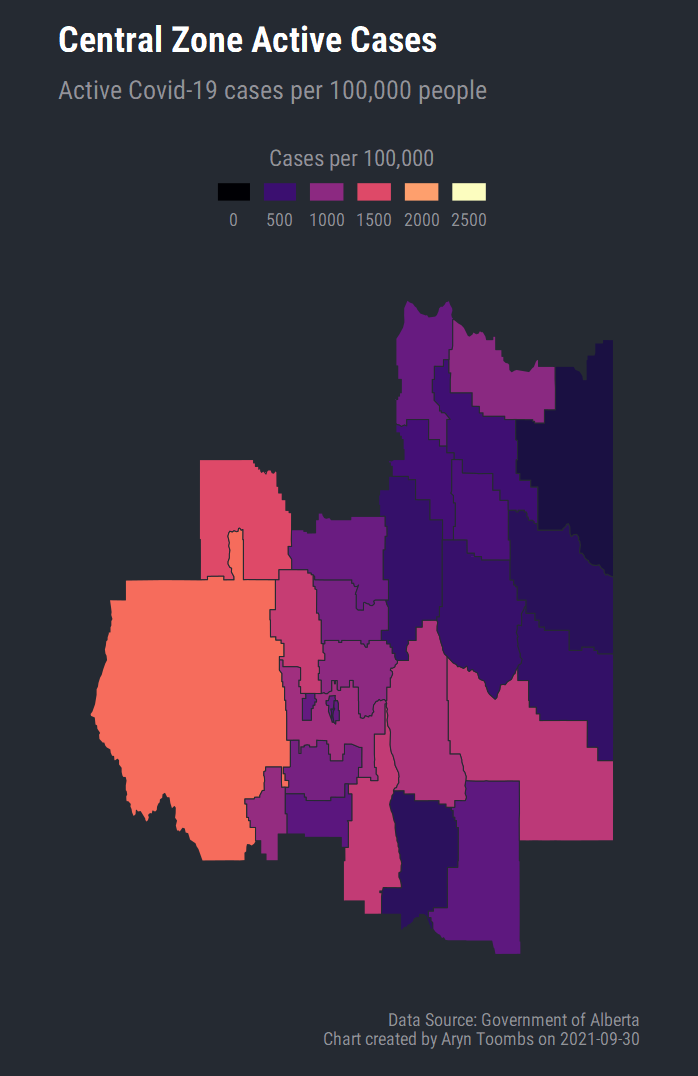 Central Zone Active Cases
Active Covid-19 cases per 100,000 people
Cases per 100,000
0 500 1000 1500 2000 2500
Data Source: Government of Alberta
Chart created by Aryn Toombs on 2021-09-30